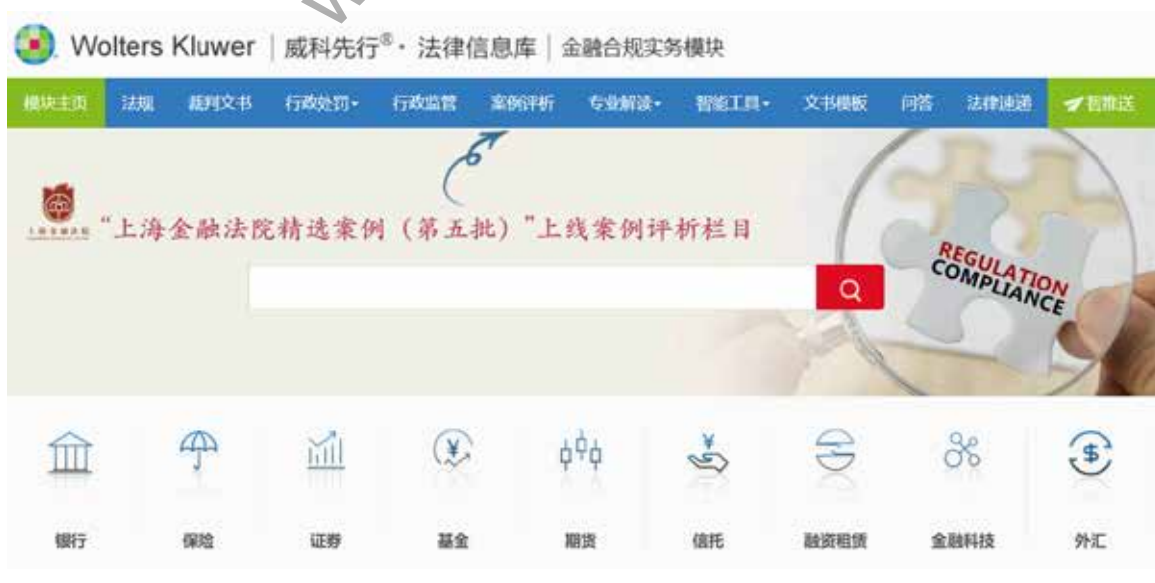 Wolters Kluwer | 威科先行®·法律信息库 | 金融合规实务模块
模块主页 法规 裁判文书 行政处罚 行政监管 案例评析 专业解读 智能工具 文书模板 问答 法律速递 智推送
“上海金融法院精选案例（第五批）”上线案例评析栏目
REGULATION
COMPLIANCE
银行 保险 证券 基金 期货 信托 融资租赁 金融科技 外汇